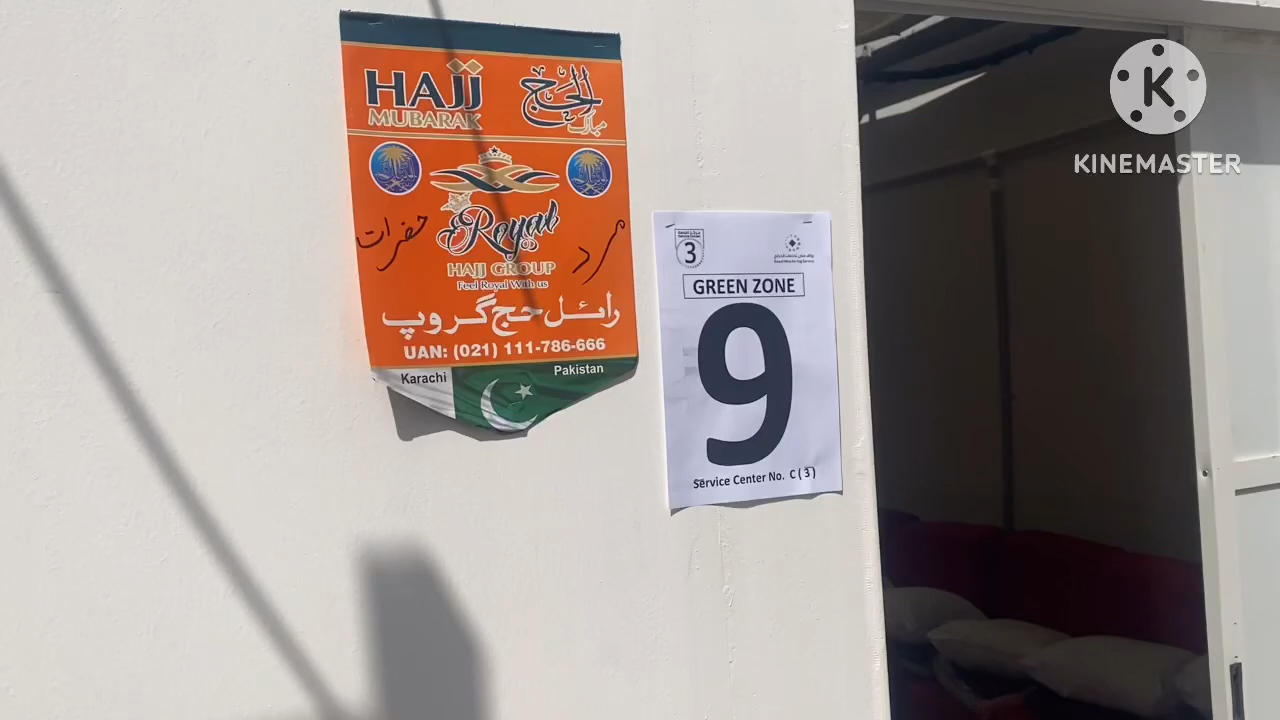 HAJJ
MUBARAK
الحج
مبارك
Royal
HAJJ GROUP
Feel Royal With us
حضرات
مرد
رائل حج گروپ
UAN: (021) 111-786-666
Karachi
Pakistan
3
GREEN ZONE
9
Service Center No. C ( 3 )
K
KINEMASTER